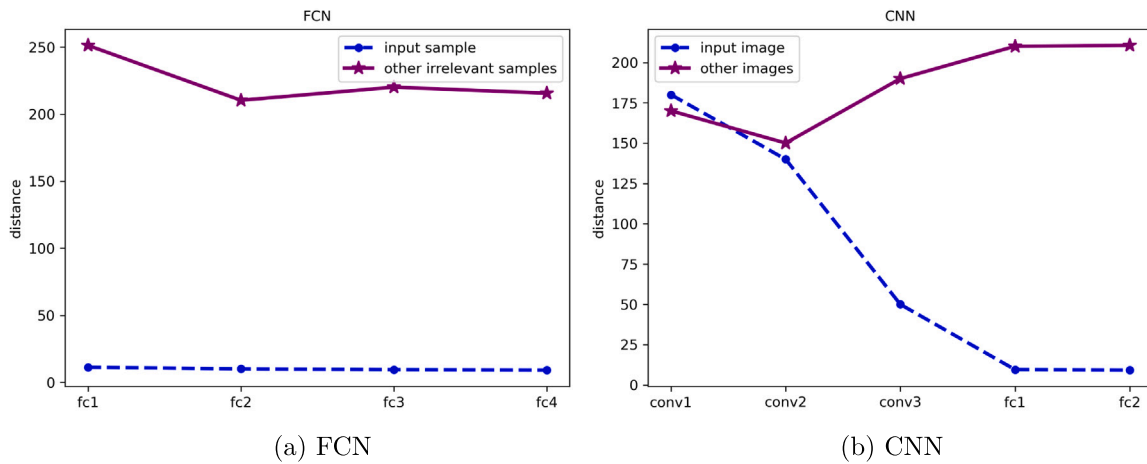 FCN
input sample
other irrelevant samples
distance
250
200
150
100
50
0
fc1 fc2 fc3 fc4
(a) FCN
CNN
input image
other images
distance
200
175
150
125
100
75
50
25
0
conv1 conv2 conv3 fc1 fc2
(b) CNN